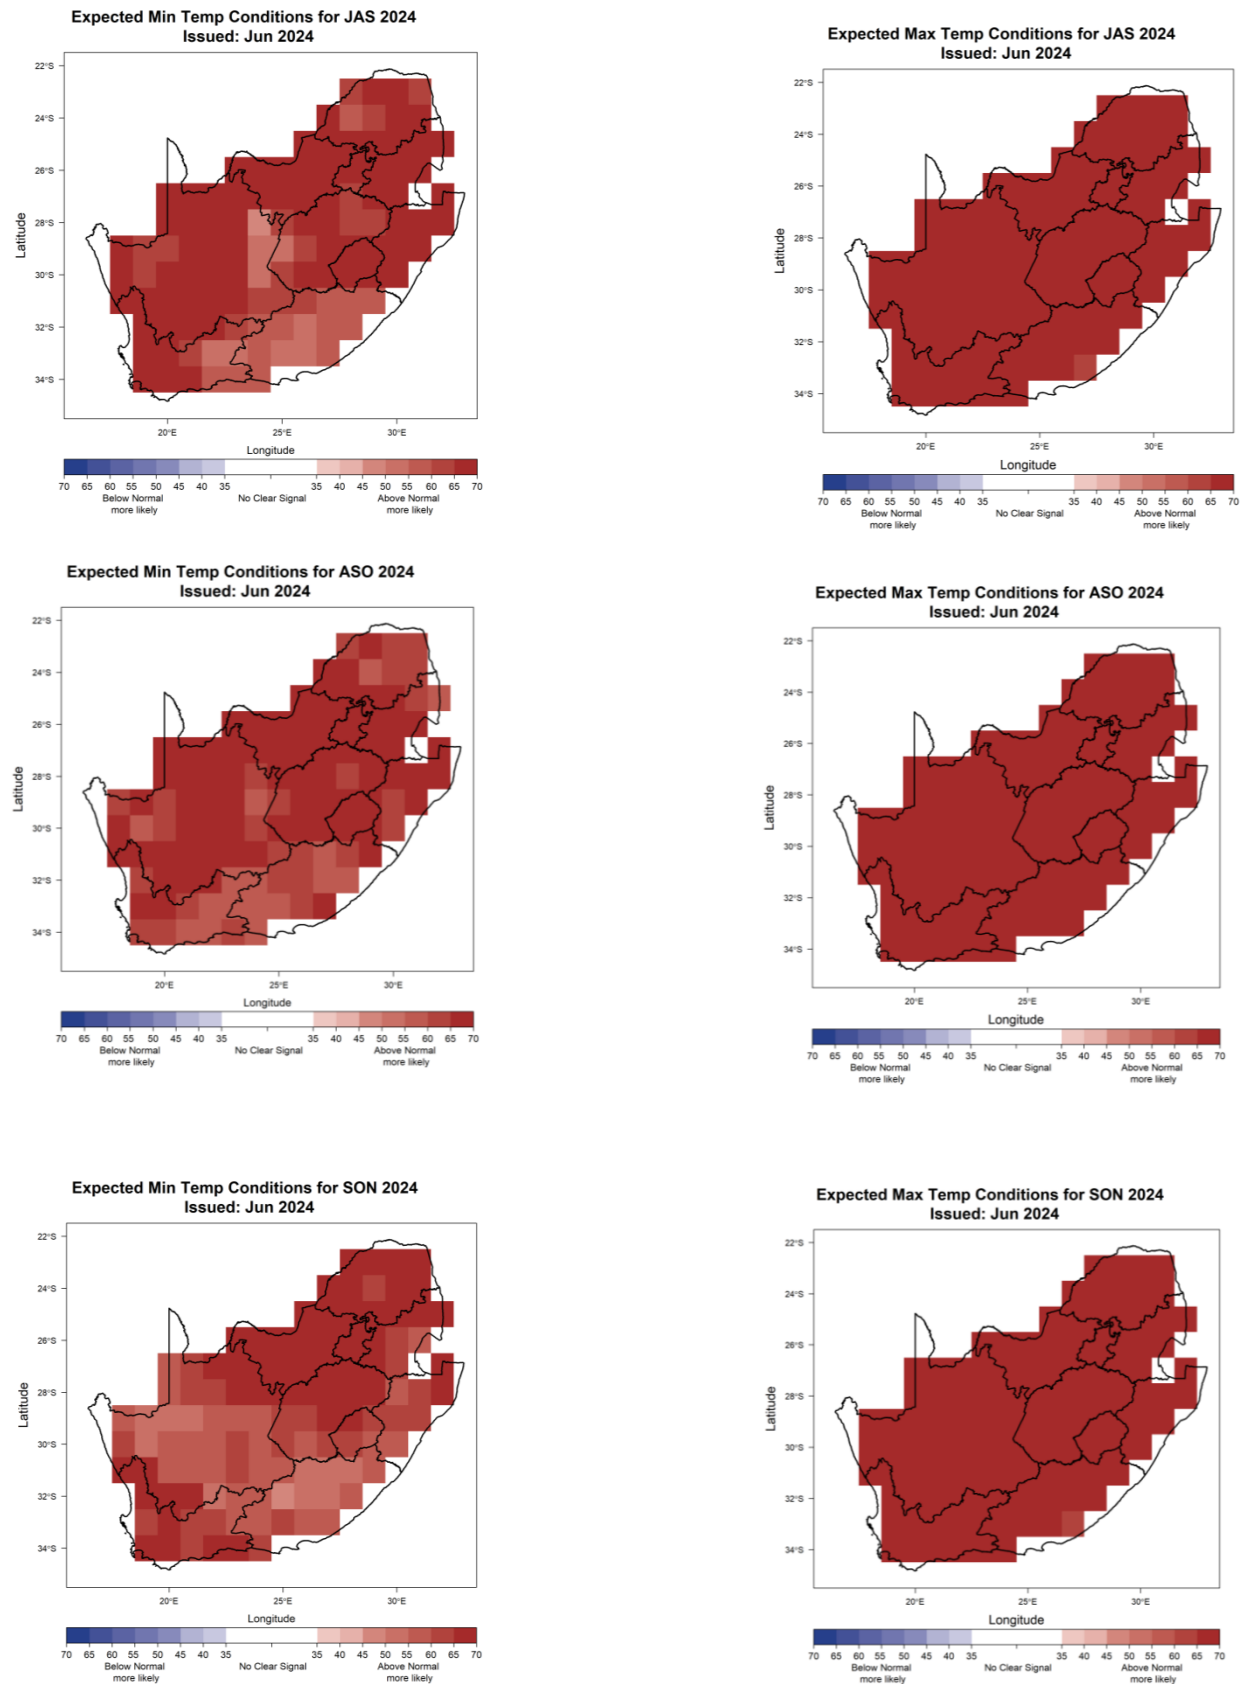 Expected Min Temp Conditions for JAS 2024
Issued: Jun 2024
22°S
24°S
26°S
28°S
30°S
32°S
34°S
Latitude
20°E 25°E 30°E
Longitude
70 65 60 55 50 45 40 35 35 40 45 50 55 60 65 70
Below Normal No Clear Signal Above Normal
more likely more likely
Expected Max Temp Conditions for JAS 2024
Issued: Jun 2024
22°S
24°S
26°S
28°S
30°S
32°S
34°S
Latitude
20°E 25°E 30°E
Longitude
70 65 60 55 50 45 40 35 35 40 45 50 55 60 65 70
Below Normal No Clear Signal Above Normal
more likely more likely
Expected Min Temp Conditions for ASO 2024
Issued: Jun 2024
22°S
24°S
26°S
28°S
30°S
32°S
34°S
Latitude
20°E 25°E 30°E
Longitude
70 65 60 55 50 45 40 35 35 40 45 50 55 60 65 70
Below Normal No Clear Signal Above Normal
more likely more likely
Expected Max Temp Conditions for ASO 2024
Issued: Jun 2024
22°S
24°S
26°S
28°S
30°S
32°S
34°S
Latitude
20°E 25°E 30°E
Longitude
70 65 60 55 50 45 40 35 35 40 45 50 55 60 65 70
Below Normal No Clear Signal Above Normal
more likely more likely
Expected Min Temp Conditions for SON 2024
Issued: Jun 2024
22°S
24°S
26°S
28°S
30°S
32°S
34°S
Latitude
20°E 25°E 30°E
Longitude
70 65 60 55 50 45 40 35 35 40 45 50 55 60 65 70
Below Normal No Clear Signal Above Normal
more likely more likely
Expected Max Temp Conditions for SON 2024
Issued: Jun 2024
22°S
24°S
26°S
28°S
30°S
32°S
34°S
Latitude
20°E 25°E 30°E
Longitude
70 65 60 55 50 45 40 35 35 40 45 50 55 60 65 70
Below Normal No Clear Signal Above Normal
more likely more likely